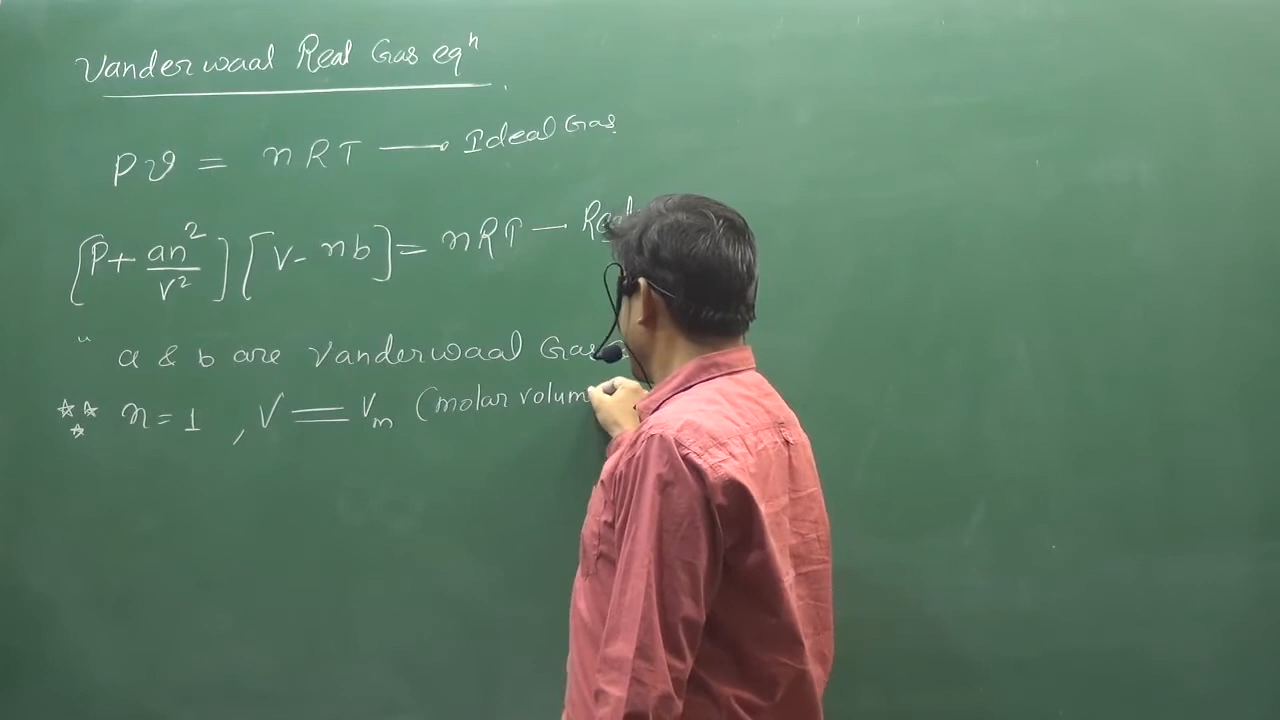 Vanderwaal Real Gas eqⁿ
PV = nRT → Ideal Gas
[P + an²/V²] [V - nb] = nRT — Real
" a & b are Vanderwaal Gas
** * n = 1 , V = Vₘ (molar volum